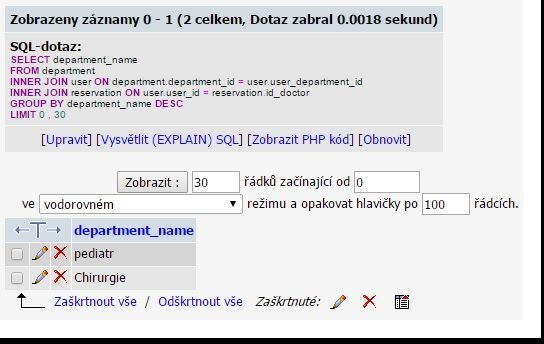 Zobrazeny záznamy 0 - 1 (2 celkem, Dotaz zabral 0.0018 sekund)
SQL-dotaz:
SELECT department_name
FROM department
INNER JOIN user ON department.department_id = user.user_department_id
INNER JOIN reservation ON user.user_id = reservation.id_doctor
GROUP BY department_name DESC
LIMIT 0 , 30
[Upravit] [Vysvětlit (EXPLAIN) SQL] [Zobrazit PHP kód] [Obnovit]
Zobrazit : 30 řádků začínající od 0
ve vodorovném režimu a opakovat hlavičky po 100 řádcích.
←T→ department_name
pediatr
Chirurgie
Zaškrtnout vše / Odškrtnout vše Zaškrtnuté: